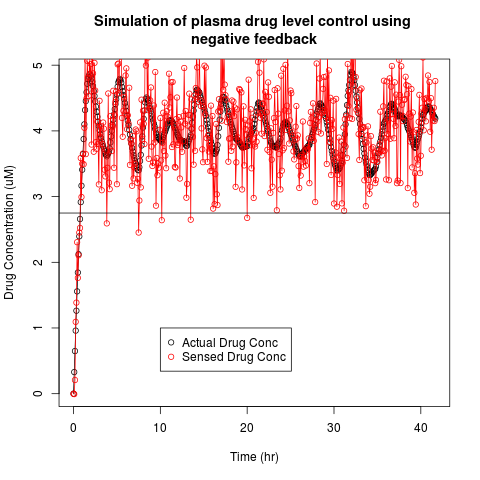 Simulation of plasma drug level control using
negative feedback
Drug Concentration (uM)
5
4
3
2
1
0
Actual Drug Conc
Sensed Drug Conc
0 10 20 30 40
Time (hr)